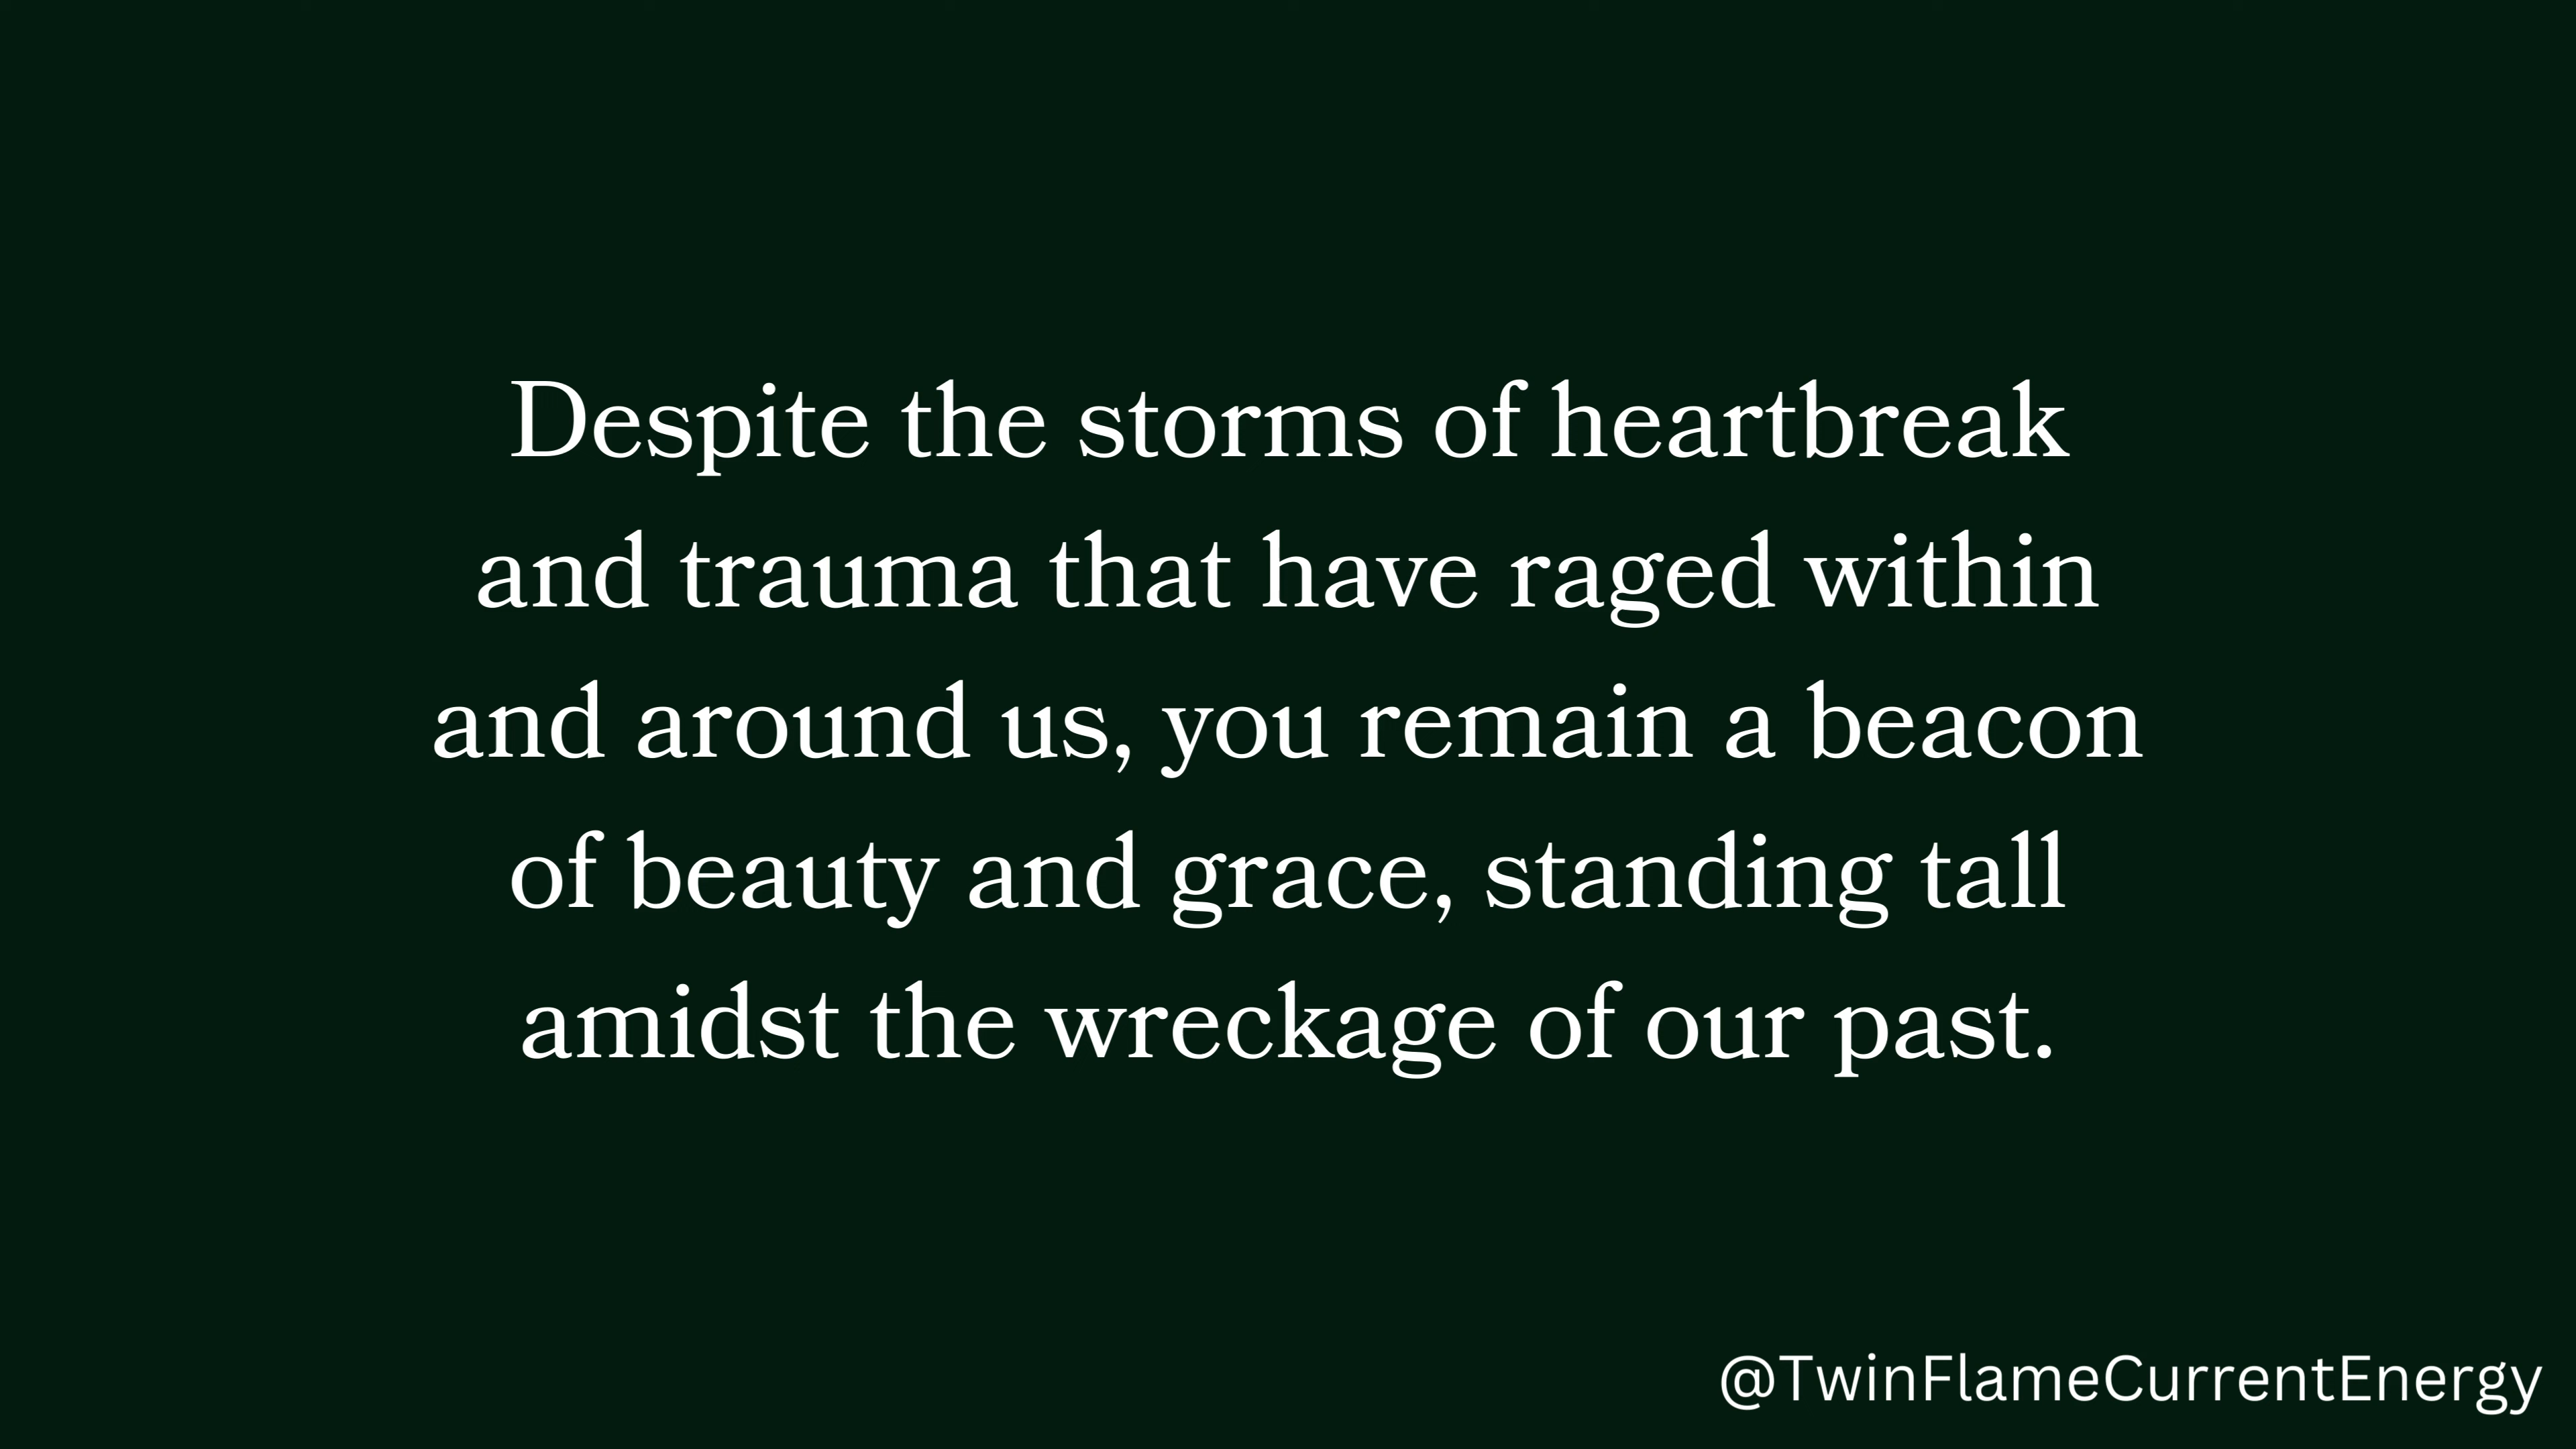 Despite the storms of heartbreak
and trauma that have raged within
and around us, you remain a beacon
of beauty and grace, standing tall
amidst the wreckage of our past.
@TwinFlameCurrentEnergy